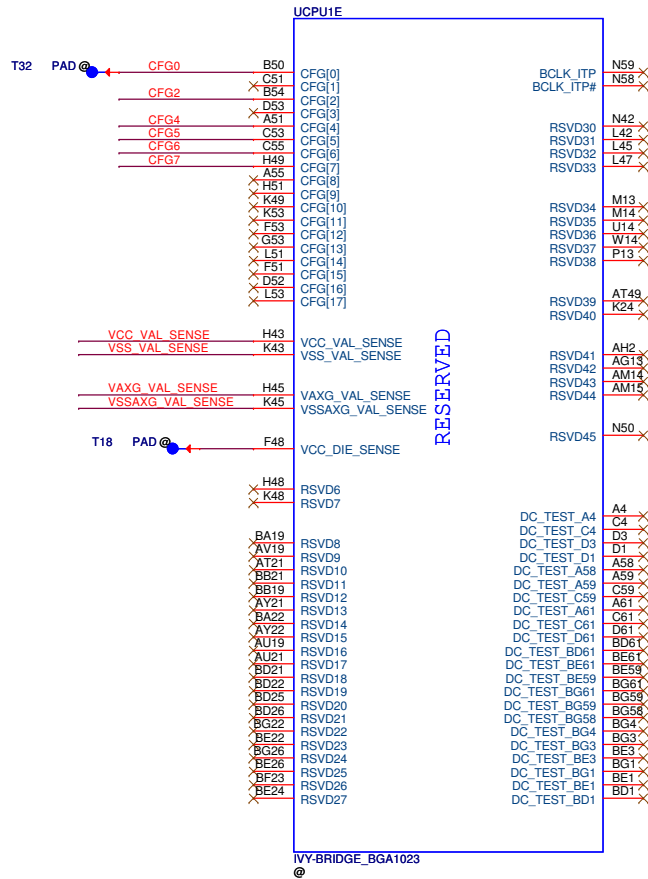 UCPU1E
T32 PAD @ CFG0 B50 CFG[0] BCLK_ITP N59
C51 CFG[1] BCLK_ITP# N58
CFG2 B54 CFG[2]
D53 CFG[3]
CFG4 A51 CFG[4] RSVD30 N42
CFG5 C53 CFG[5] RSVD31 L42
CFG6 C55 CFG[6] RSVD32 L45
CFG7 H49 CFG[7] RSVD33 L47
A55 CFG[8]
H51 CFG[9]
K49 CFG[10] RSVD34 M13
K53 CFG[11] RSVD35 M14
F53 CFG[12] RSVD36 U14
G53 CFG[13] RSVD37 W14
L51 CFG[14] RSVD38 P13
F51 CFG[15]
D52 CFG[16]
L53 CFG[17] RSVD39 AT49
RSVD40 K24
VCC_VAL_SENSE H43 VCC_VAL_SENSE
VSS_VAL_SENSE K43 VSS_VAL_SENSE RSVD41 AH2
RSVD42 AG13
RSVD43 AM14
VAXG_VAL_SENSE H45 VAXG_VAL_SENSE RSVD44 AM15
VSSAXG_VAL_SENSE K45 VSSAXG_VAL_SENSE
RESERVED
RSVD45 N50
T18 PAD @ F48 VCC_DIE_SENSE
H48 RSVD6
K48 RSVD7
DC_TEST_A4 A4
DC_TEST_C4 C4
BA19 RSVD8 DC_TEST_D3 D3
AV19 RSVD9 DC_TEST_D1 D1
AT21 RSVD10 DC_TEST_A58 A58
BB21 RSVD11 DC_TEST_A59 A59
BB19 RSVD12 DC_TEST_C59 C59
AY21 RSVD13 DC_TEST_A61 A61
BA22 RSVD14 DC_TEST_C61 C61
AY22 RSVD15 DC_TEST_D61 D61
AU19 RSVD16 DC_TEST_BD61 BD61
AU21 RSVD17 DC_TEST_BE61 BE61
BD21 RSVD18 DC_TEST_BE59 BE59
BD22 RSVD19 DC_TEST_BG61 BG61
BD25 RSVD20 DC_TEST_BG59 BG59
BD26 RSVD21 DC_TEST_BG58 BG58
BG22 RSVD22 DC_TEST_BG4 BG4
BE22 RSVD23 DC_TEST_BG3 BG3
BG26 RSVD24 DC_TEST_BE3 BE3
BE26 RSVD25 DC_TEST_BG1 BG1
BF23 RSVD26 DC_TEST_BE1 BE1
BE24 RSVD27 DC_TEST_BD1 BD1
IVY-BRIDGE_BGA1023
@